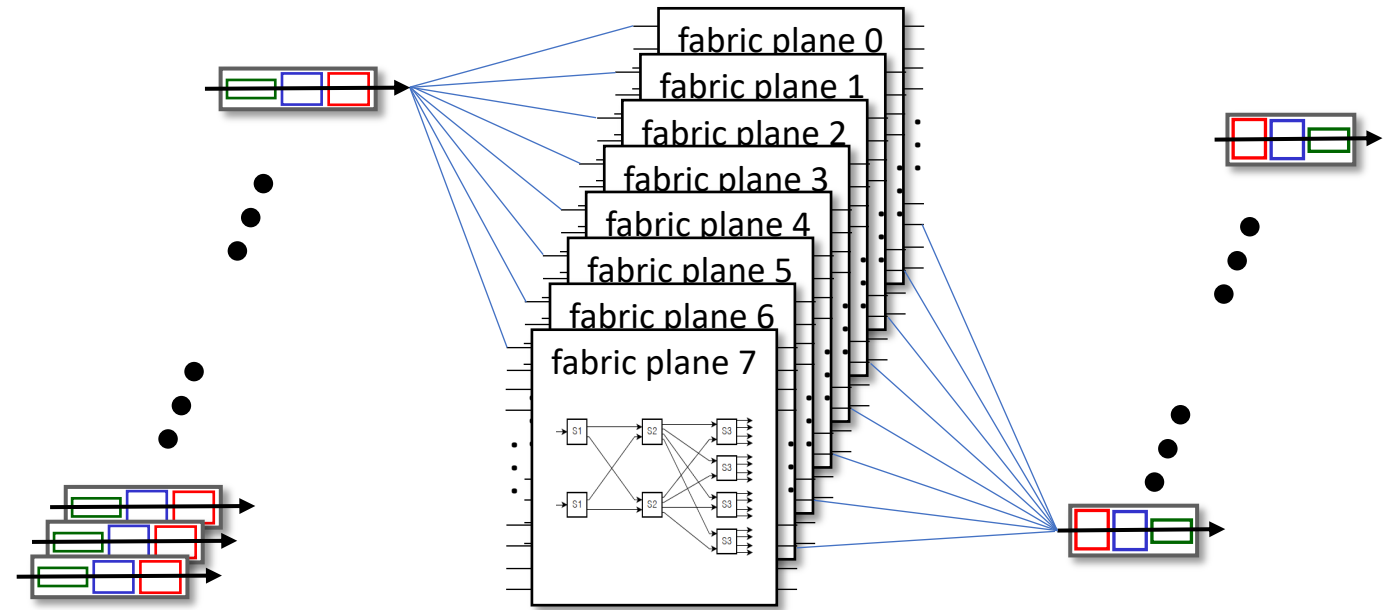 fabric plane 0
fabric plane 1
fabric plane 2
fabric plane 3
fabric plane 4
fabric plane 5
fabric plane 6
fabric plane 7
S1 S2 S3
S3
S1 S2 S3
S3